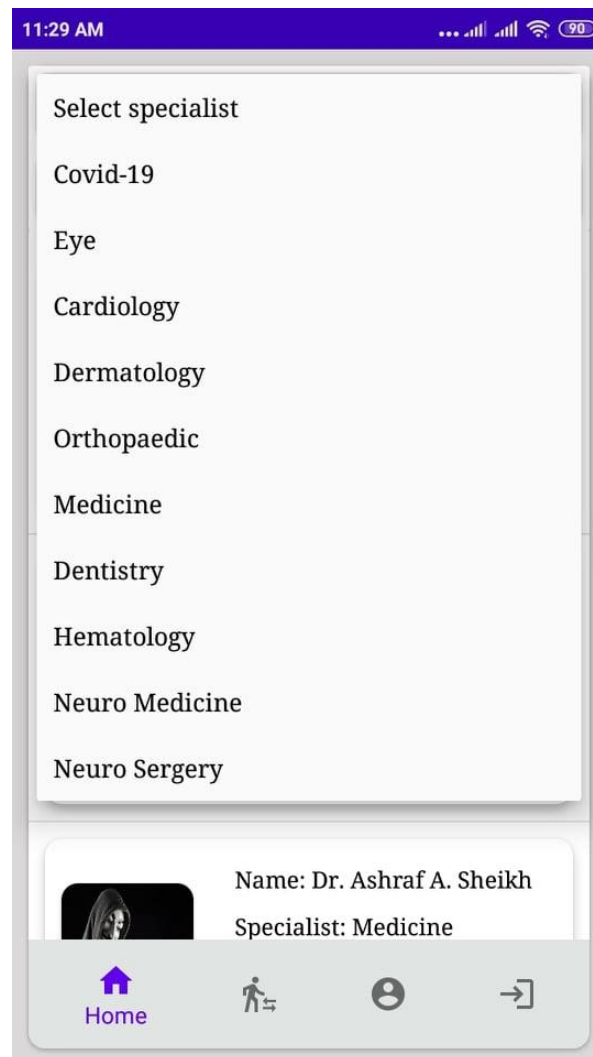 11:29 AM
90
Select specialist
Covid-19
Eye
Cardiology
Dermatology
Orthopaedic
Medicine
Dentistry
Hematology
Neuro Medicine
Neuro Sergery
Name: Dr. Ashraf A. Sheikh
Specialist: Medicine
Home